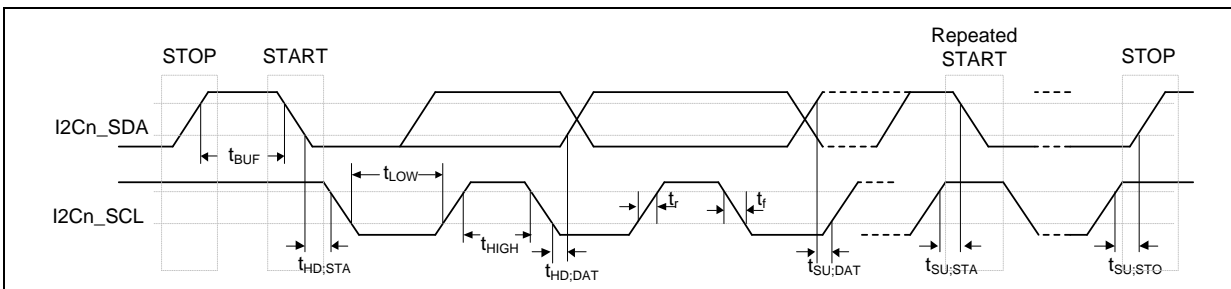 Repeated
STOP START START STOP
I2Cn_SDA
tBUF
tLOW
I2Cn_SCL
tr tf
tHIGH
tHD;STA tHD;DAT tSU;DAT tSU;STA tSU;STO